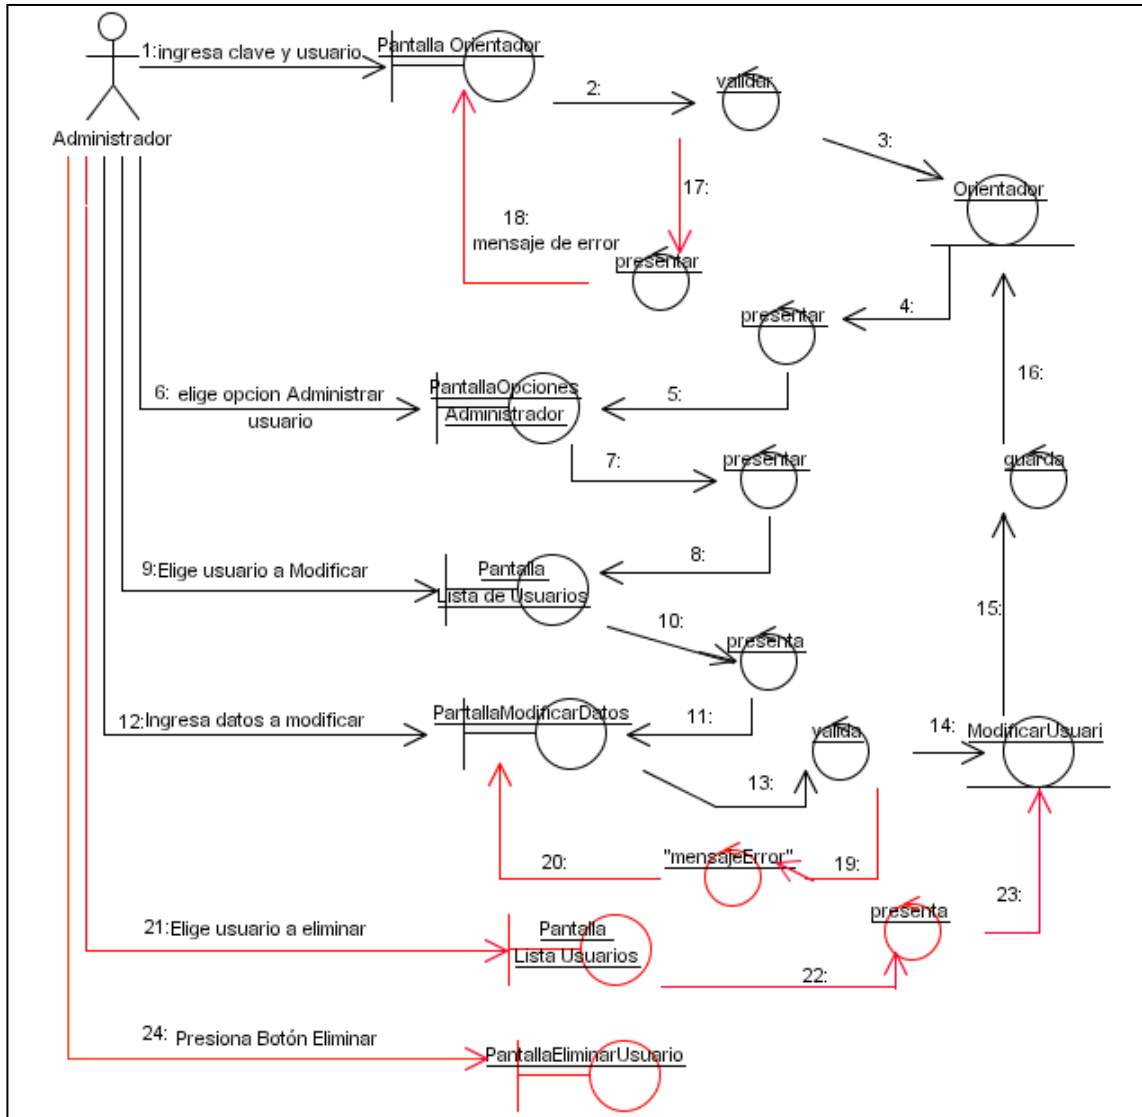 1:ingresa clave y usuario
Pantalla Orientador
2:
validar
Administrador
3:
Orientador
17:
18:
mensaje de error
presentar
presentar
4:
6: elige opcion Administrar
usuario
PantallaOpciones
Administrador
5:
16:
7:
presentar
guarda
8:
9:Elige usuario a Modificar
Pantalla
Lista de Usuarios
10:
presenta
15:
12:Ingresa datos a modificar
PantallaModificarDatos
11:
valida
14:
ModificarUsuari
13:
20:
"mensajeError"
19:
23:
presenta
21:Elige usuario a eliminar
Pantalla
Lista Usuarios
22:
24: Presiona Botón Eliminar
PantallaEliminarUsuario